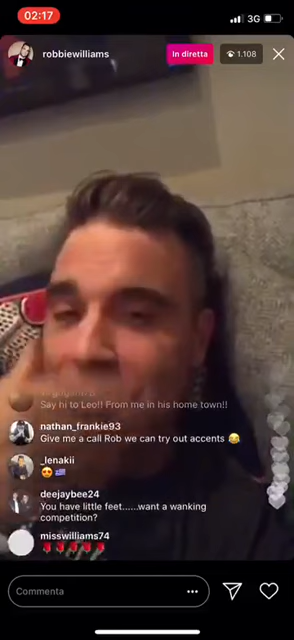 02:17
3G
robbiewilliams
In diretta
1.108
Say hi to Leo!! From me in his home town!!
nathan_frankie93
Give me a call Rob we can try out accents 😂
_lenakii
😍🇬🇷
deejaybee24
You have little feet......want a wanking
competition?
misswilliams74
🌹🌹🌹🌹🌹
Commenta